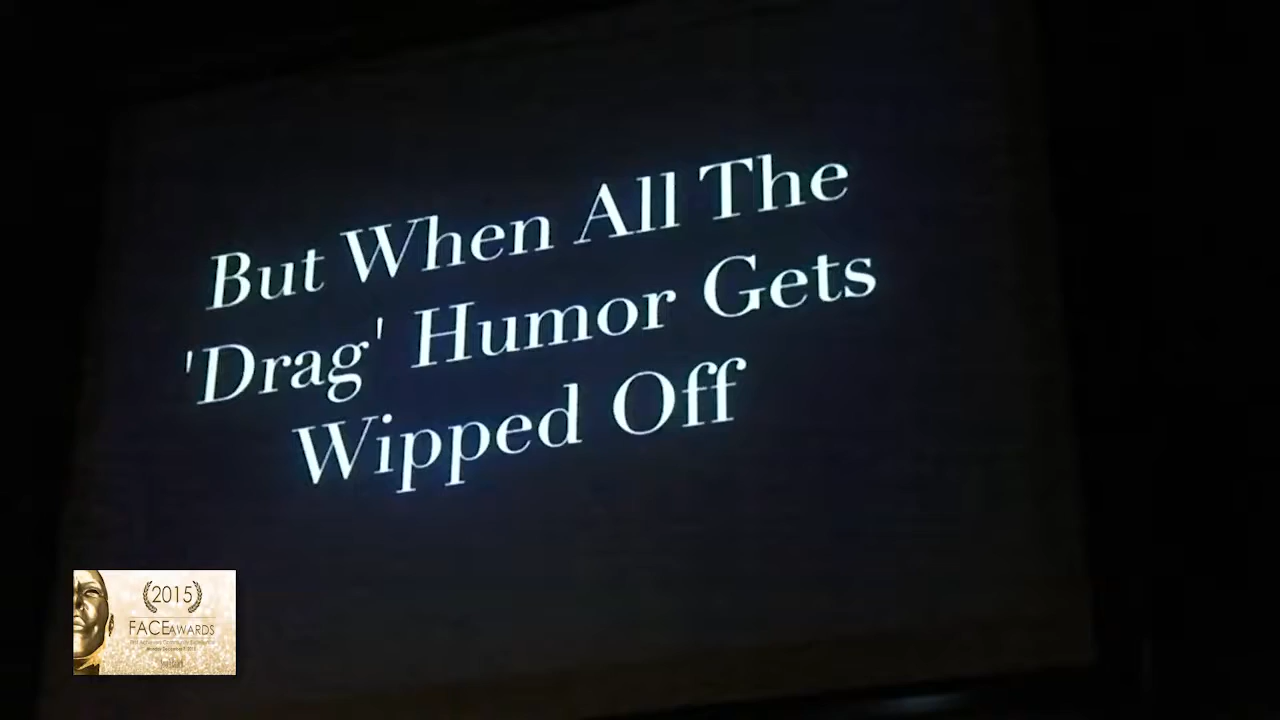 But When All The
'Drag' Humor Gets
Wipped Off
(2015)
FACEAWARDS